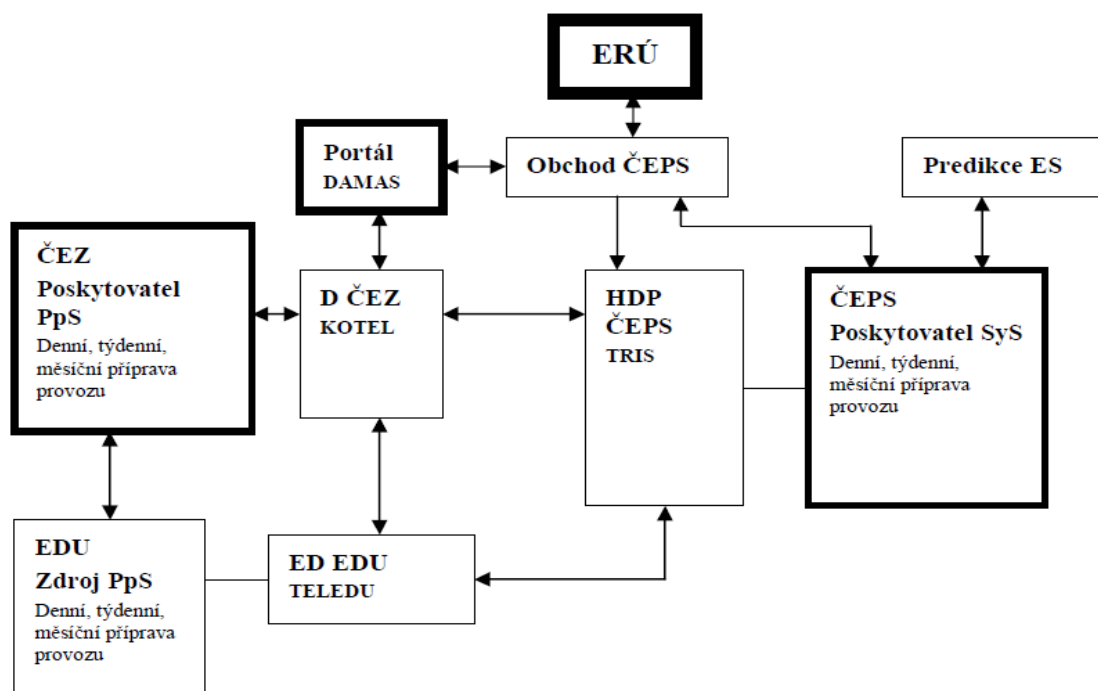 ERÚ
Portál
DAMAS
Obchod ČEPS
Predikce ES
ČEZ
Poskytovatel
PpS
Denní, týdenní,
měsíční příprava
provozu
D ČEZ
KOTEL
HDP
ČEPS
TRIS
ČEPS
Poskytovatel SyS
Denní, týdenní,
měsíční příprava
provozu
EDU
Zdroj PpS
Denní, týdenní,
měsíční příprava
provozu
ED EDU
TELEDU